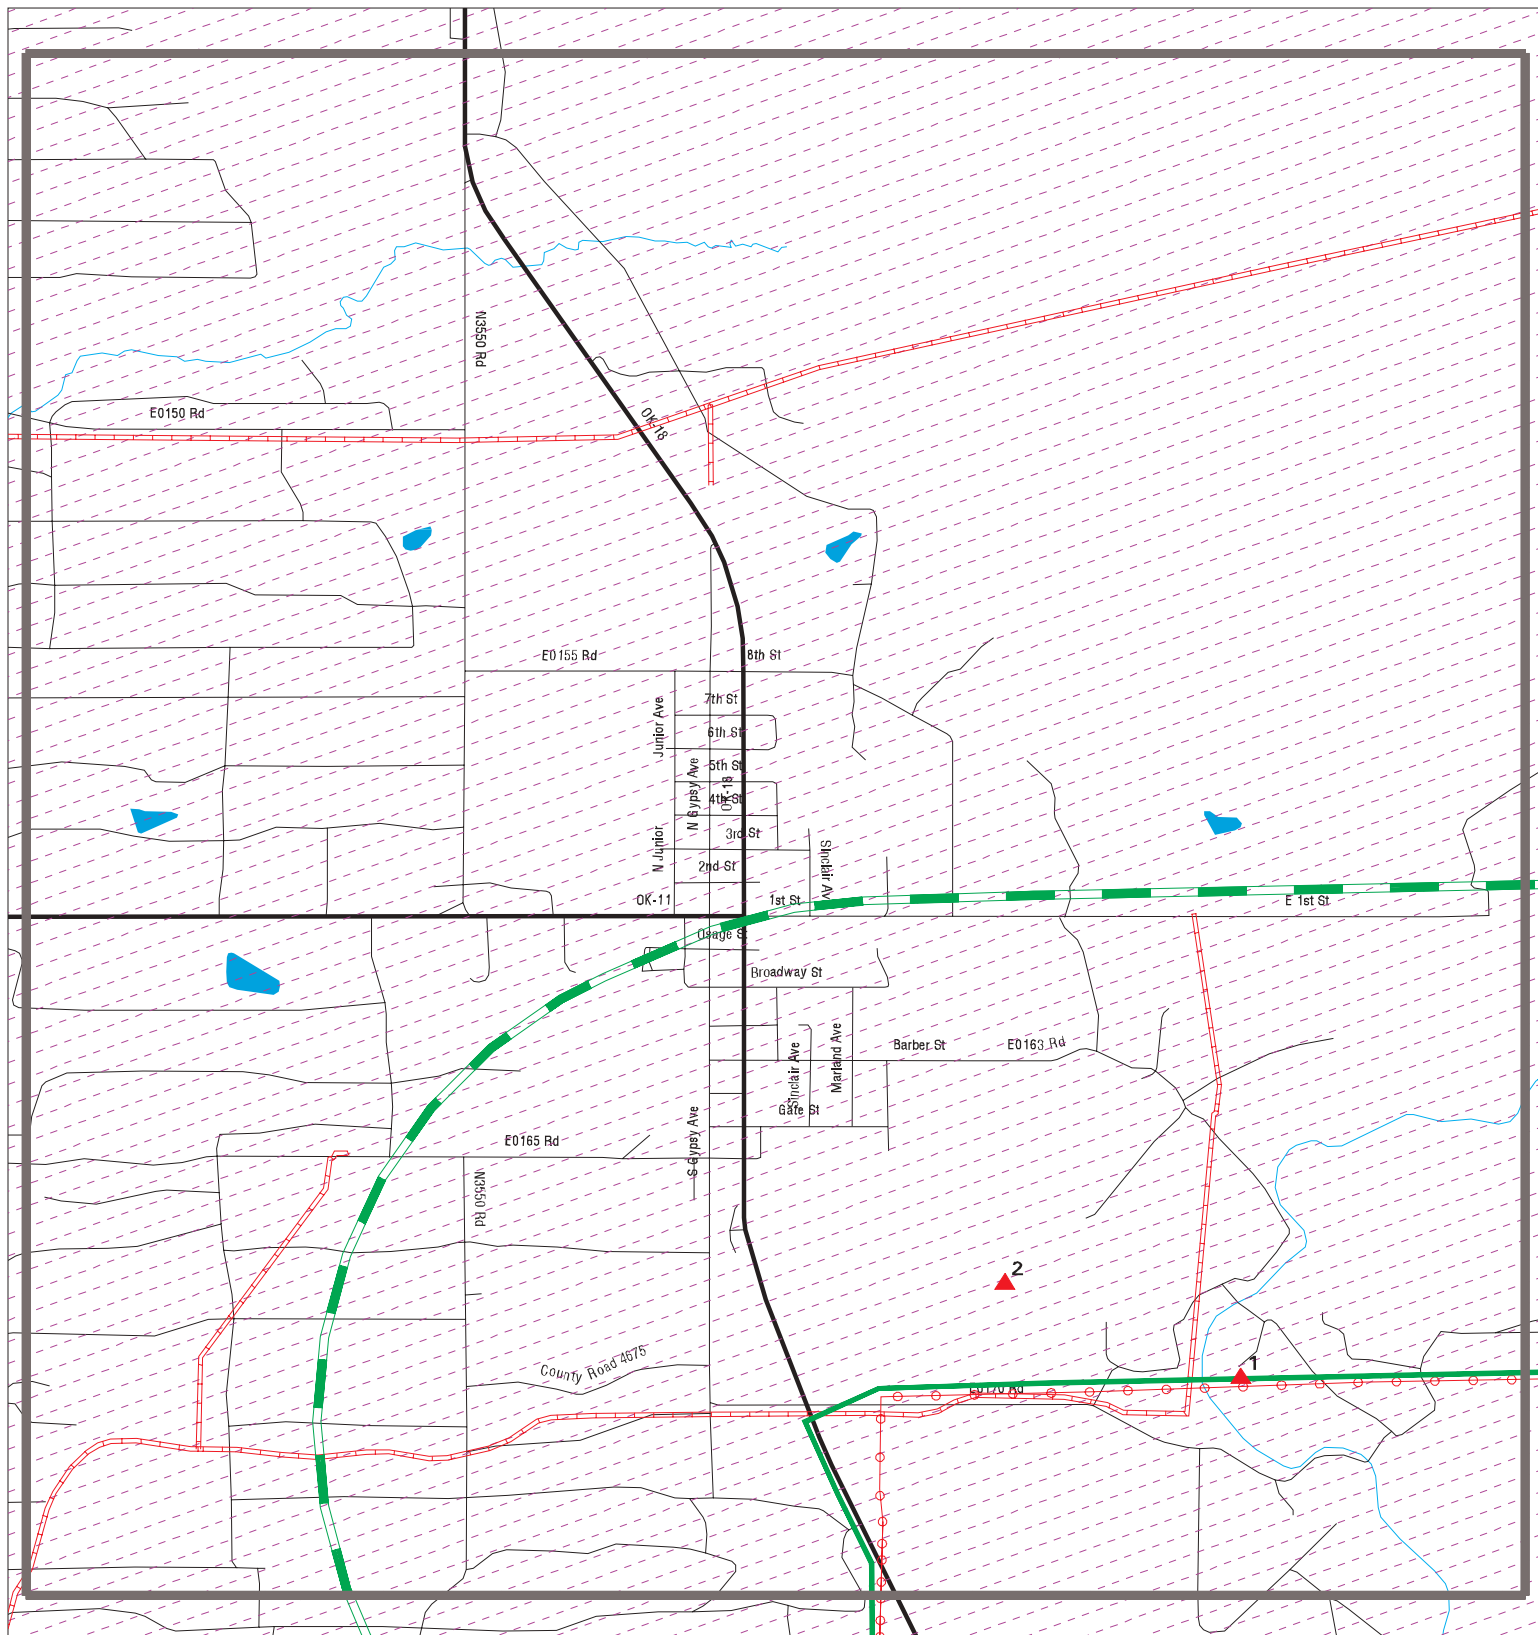 N3550 Rd
E0150 Rd
OK-18
E0155 Rd
8th St
7th St
Junior Ave
6th St
5th St
N Gypsy Ave
OK-18
4th St
3rd St
N Junior
2nd St
Sinclair Av
OK-11
1st St
E 1st St
Osage St
Broadway St
Barber St
E0163 Rd
Marland Ave
Sinclair Ave
Gate St
S Gypsy Ave
E0165 Rd
N3550 Rd
2
County Road 4675
1
E0170 Rd